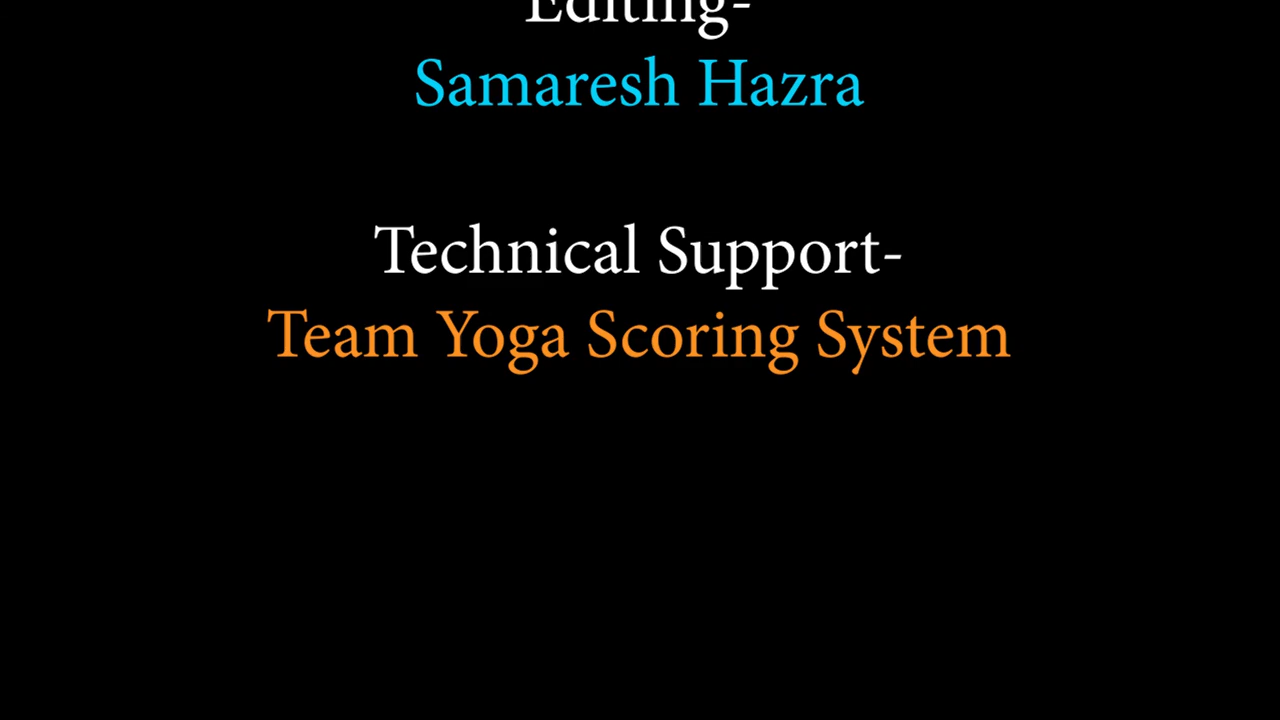 Editing-
Samaresh Hazra
Technical Support-
Team Yoga Scoring System